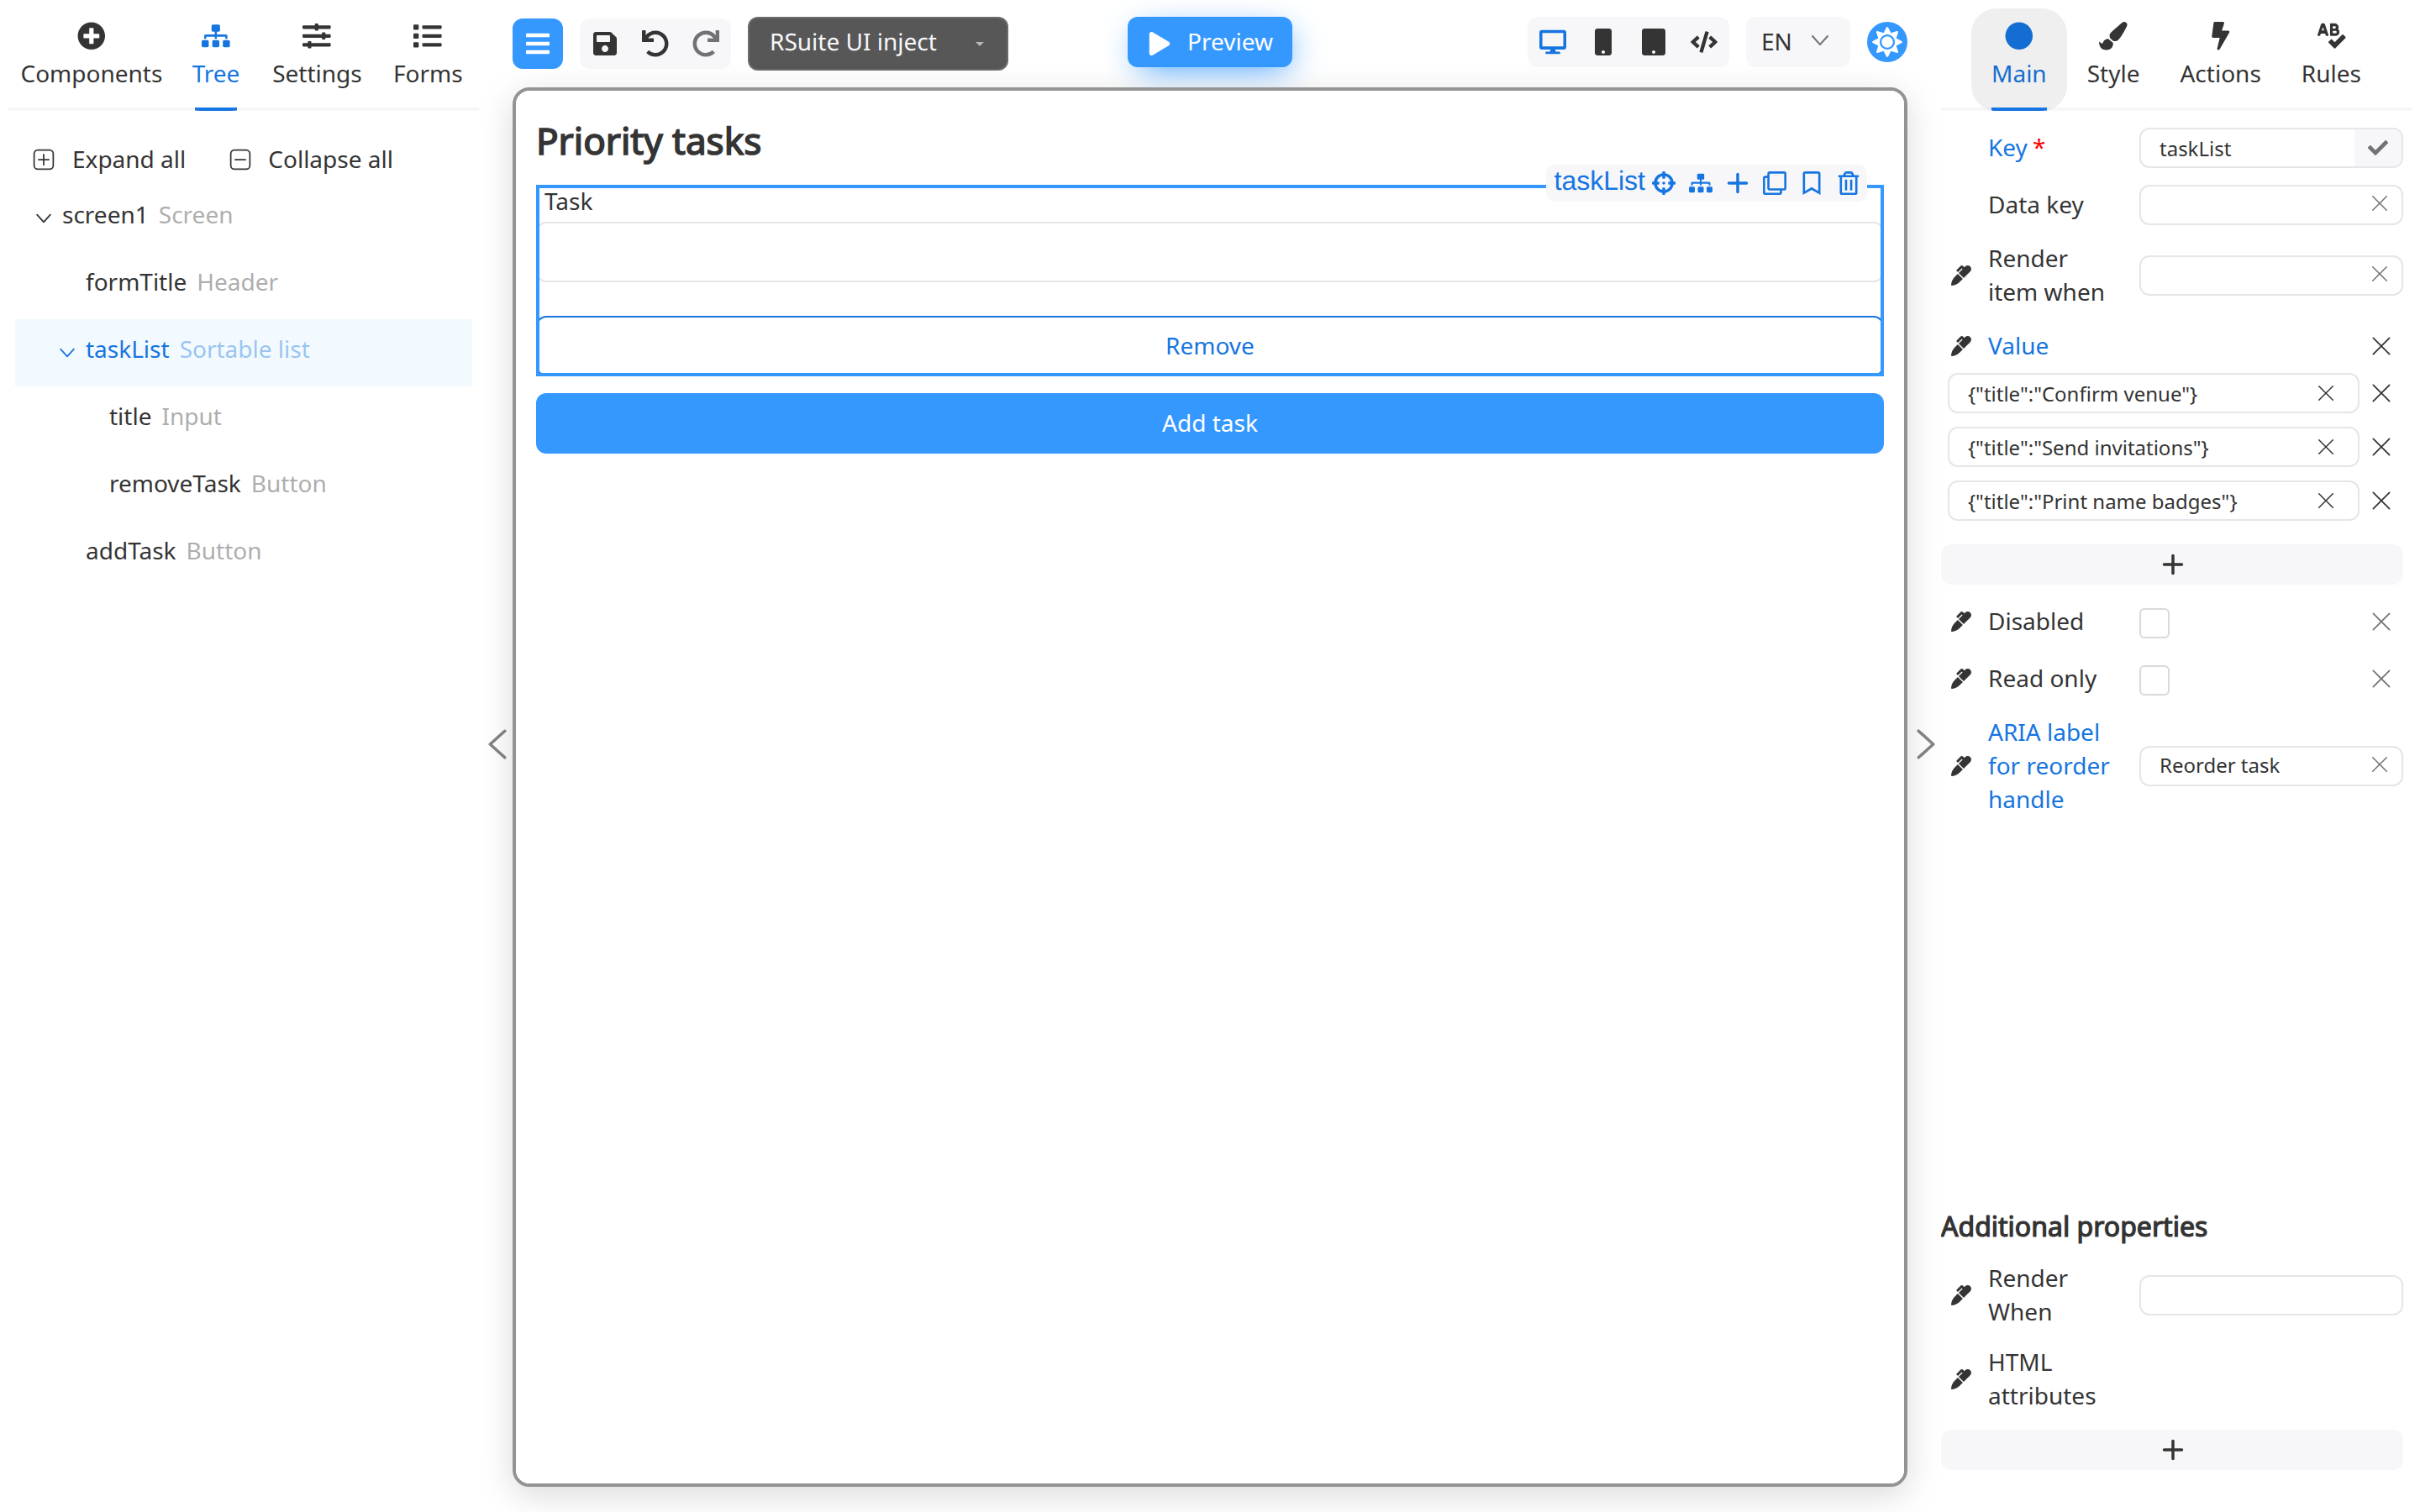 Components
Tree
Settings
Forms
RSuite UI inject
Preview
EN
Main
Style
Actions
Rules
Expand all
Collapse all
screen1 Screen
formTitle Header
taskList Sortable list
title Input
removeTask Button
addTask Button
Priority tasks
taskList
Task
Remove
Add task
Key *
taskList
Data key
Render
item when
Value
{"title":"Confirm venue"}
{"title":"Send invitations"}
{"title":"Print name badges"}
Disabled
Read only
ARIA label
for reorder
handle
Reorder task
Additional properties
Render
When
HTML
attributes